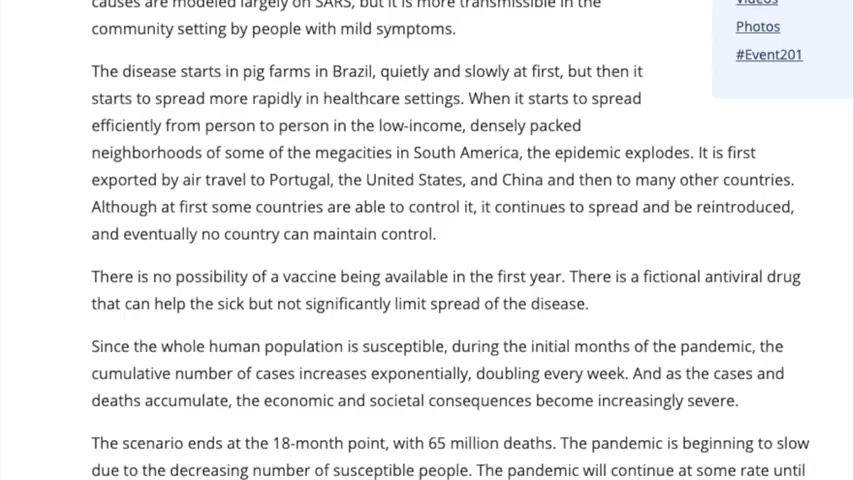 causes are modeled largely on SARS, but it is more transmissible in the
community setting by people with mild symptoms.
The disease starts in pig farms in Brazil, quietly and slowly at first, but then it
starts to spread more rapidly in healthcare settings. When it starts to spread
efficiently from person to person in the low-income, densely packed
neighborhoods of some of the megacities in South America, the epidemic explodes. It is first
exported by air travel to Portugal, the United States, and China and then to many other countries.
Although at first some countries are able to control it, it continues to spread and be reintroduced,
and eventually no country can maintain control.
There is no possibility of a vaccine being available in the first year. There is a fictional antiviral drug
that can help the sick but not significantly limit spread of the disease.
Since the whole human population is susceptible, during the initial months of the pandemic, the
cumulative number of cases increases exponentially, doubling every week. And as the cases and
deaths accumulate, the economic and societal consequences become increasingly severe.
The scenario ends at the 18-month point, with 65 million deaths. The pandemic is beginning to slow
due to the decreasing number of susceptible people. The pandemic will continue at some rate until
Videos
Photos
#Event201